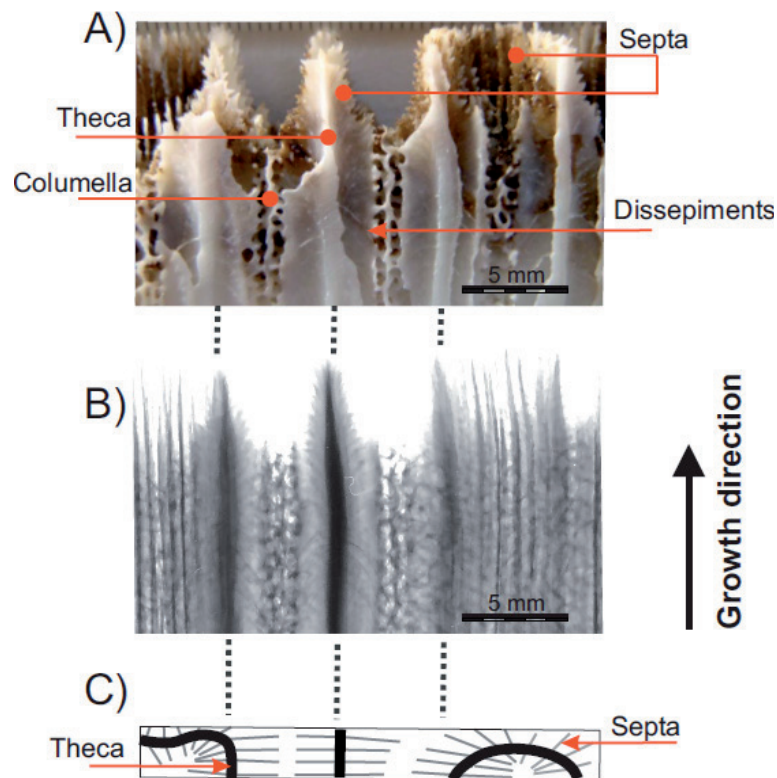 A)
Septa
Theca
Columella
Dissepiments
5 mm
B)
Growth direction
5 mm
C)
Theca
Septa